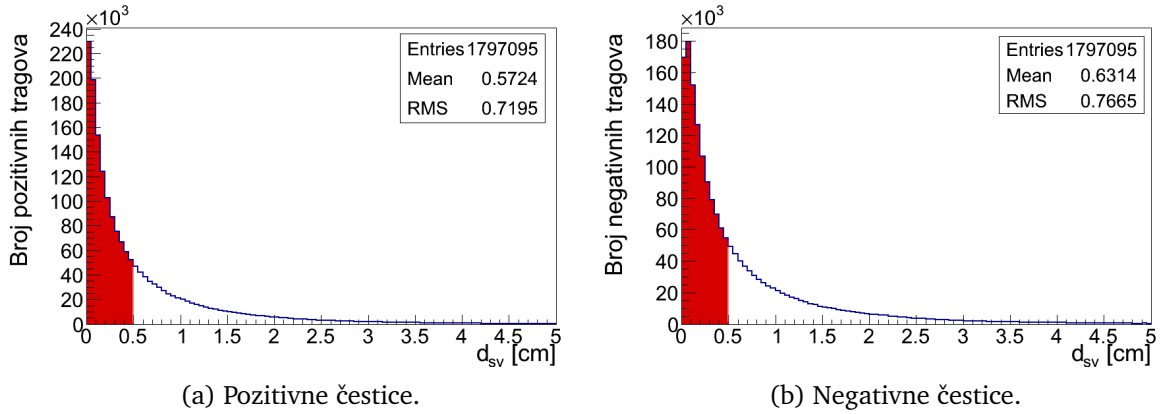 ×10³
240
220
200
180
160
140
120
100
80
60
40
20
0
Broj pozitivnih tragova
Entries 1797095
Mean 0.5724
RMS 0.7195
0 0.5 1 1.5 2 2.5 3 3.5 4 4.5 5
d_sv [cm]
(a) Pozitivne čestice.
×10³
180
160
140
120
100
80
60
40
20
0
Broj negativnih tragova
Entries 1797095
Mean 0.6314
RMS 0.7665
0 0.5 1 1.5 2 2.5 3 3.5 4 4.5 5
d_sv [cm]
(b) Negativne čestice.